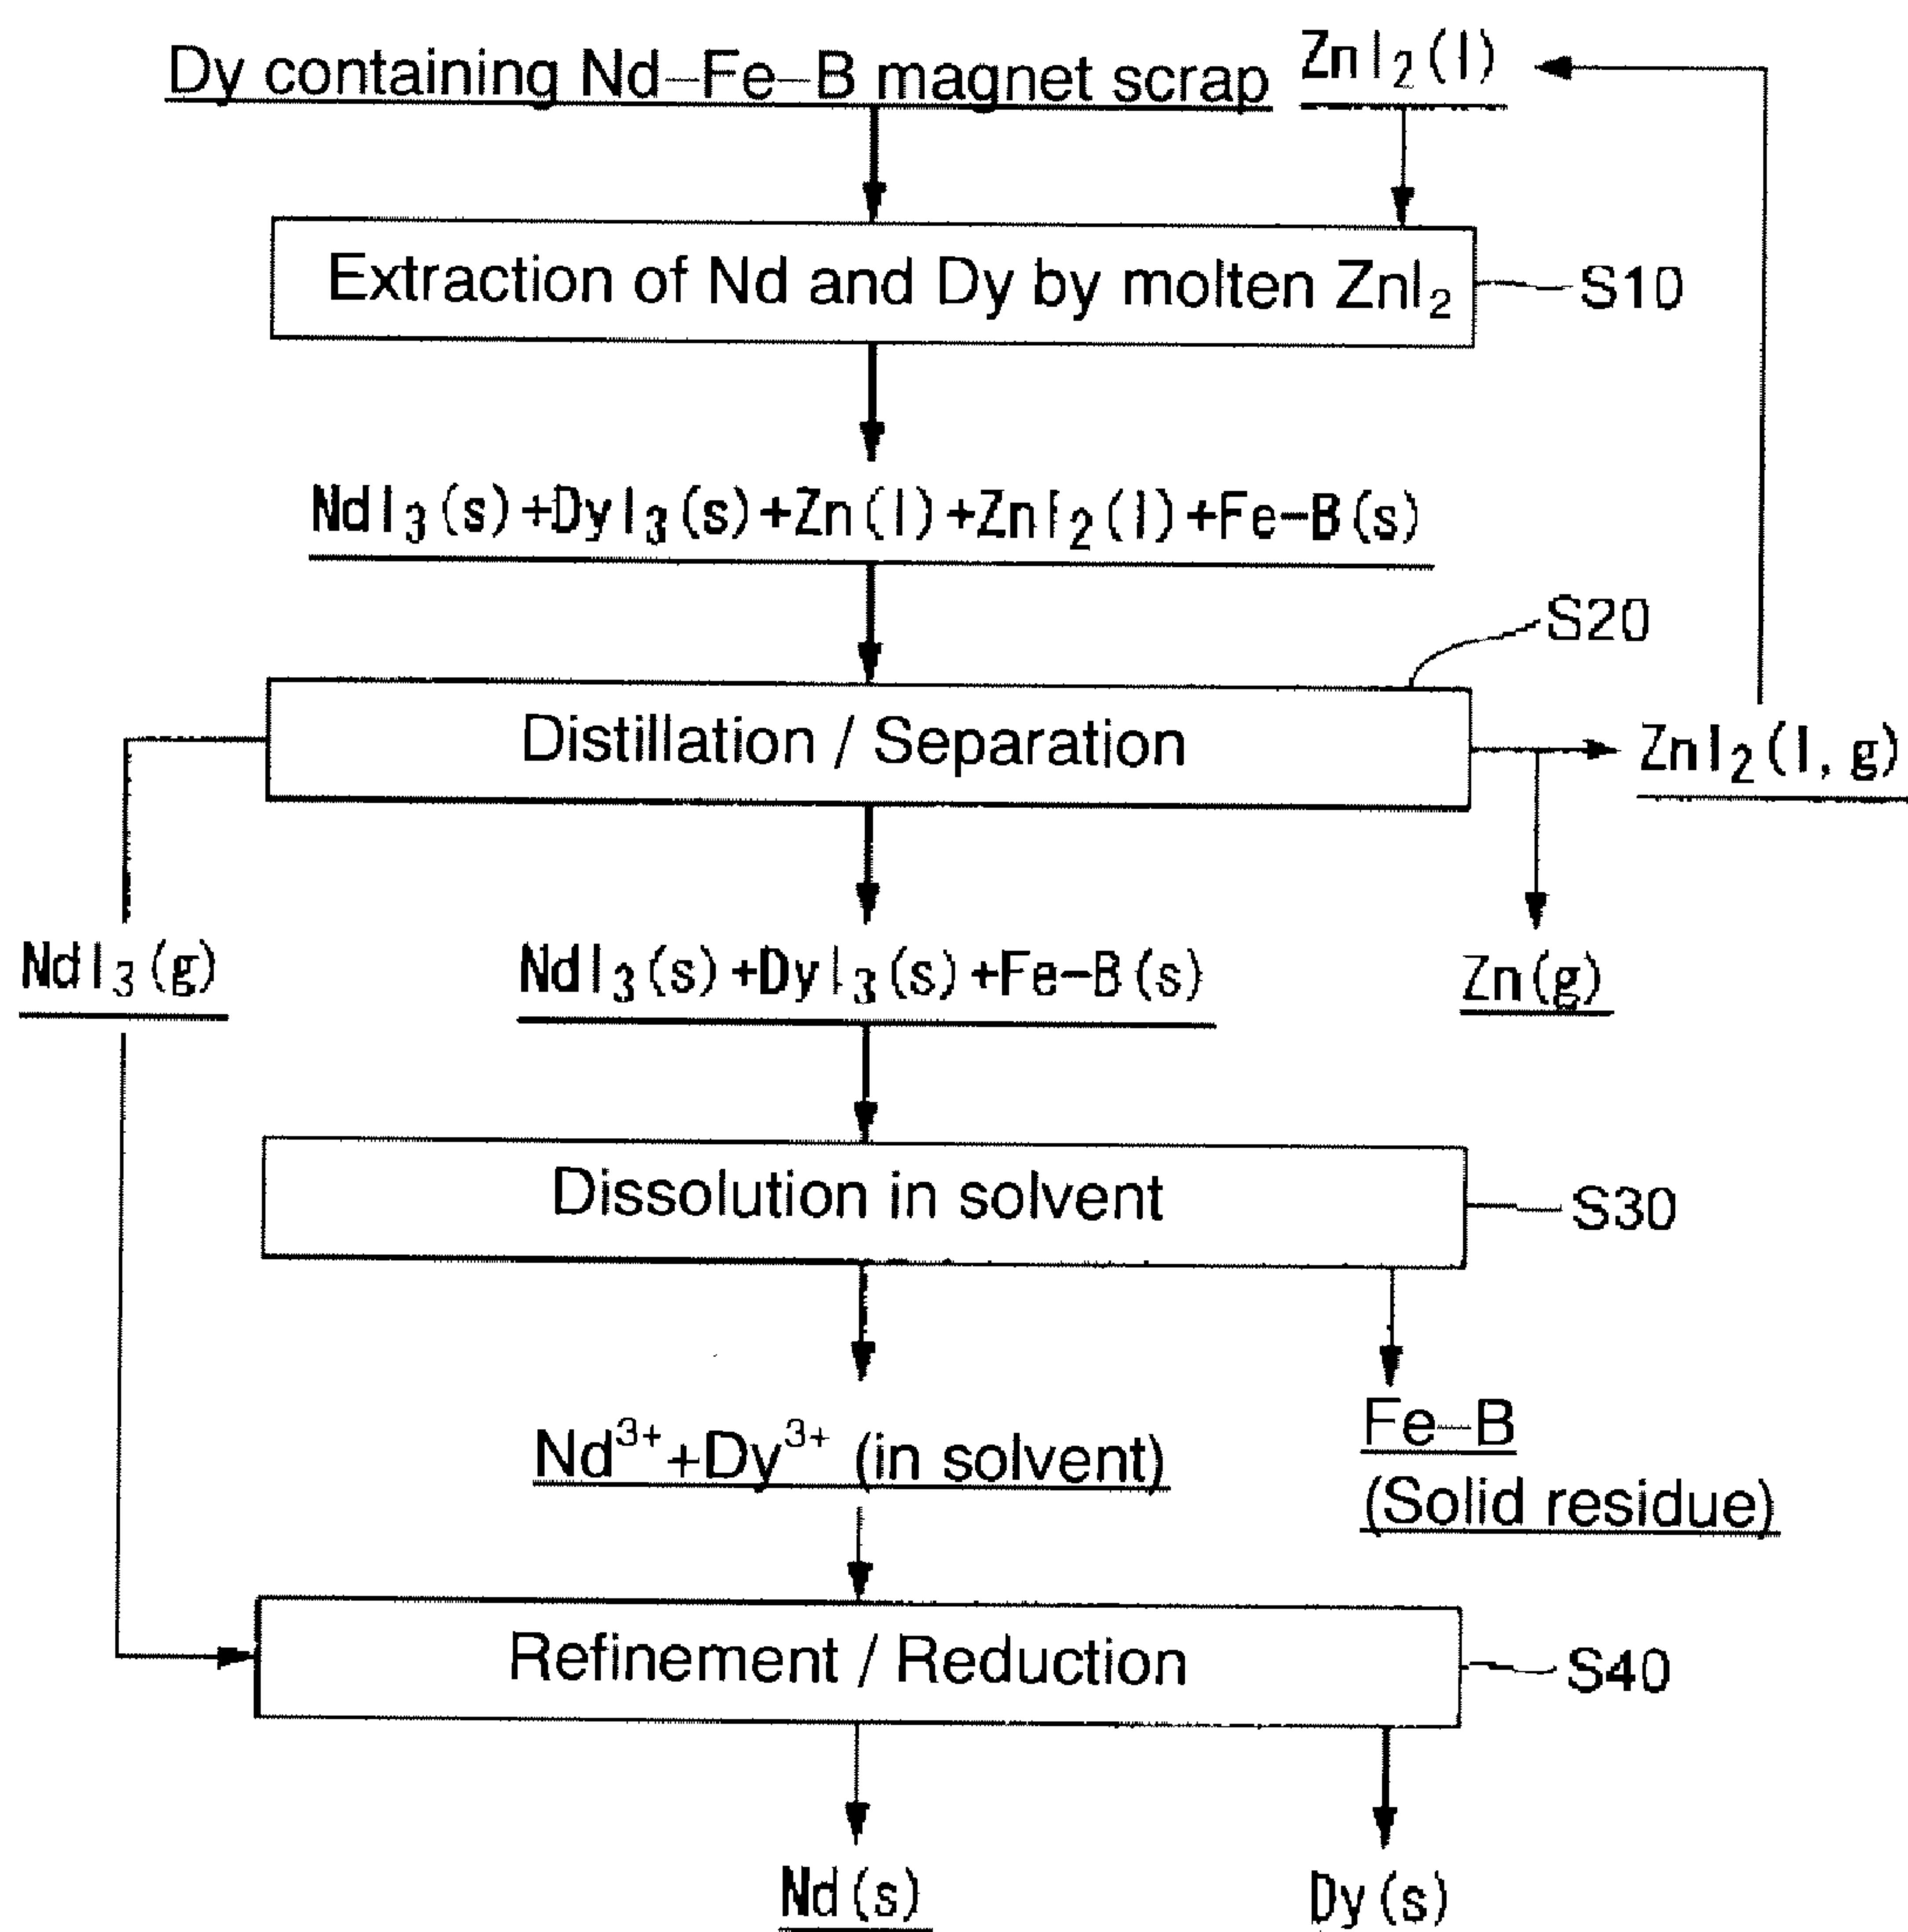 Dy containing Nd–Fe–B magnet scrap
ZnI₂(l)
Extraction of Nd and Dy by molten ZnI₂
S10
NdI₃(s)+DyI₃(s)+Zn(l)+ZnI₂(l)+Fe-B(s)
S20
Distillation / Separation
ZnI₂(l, g)
NdI₃(g)
NdI₃(s)+DyI₃(s)+Fe-B(s)
Zn(g)
Dissolution in solvent
S30
Nd³⁺+Dy³⁺ (in solvent)
Fe–B
(Solid residue)
Refinement / Reduction
S40
Nd(s)
Dy(s)